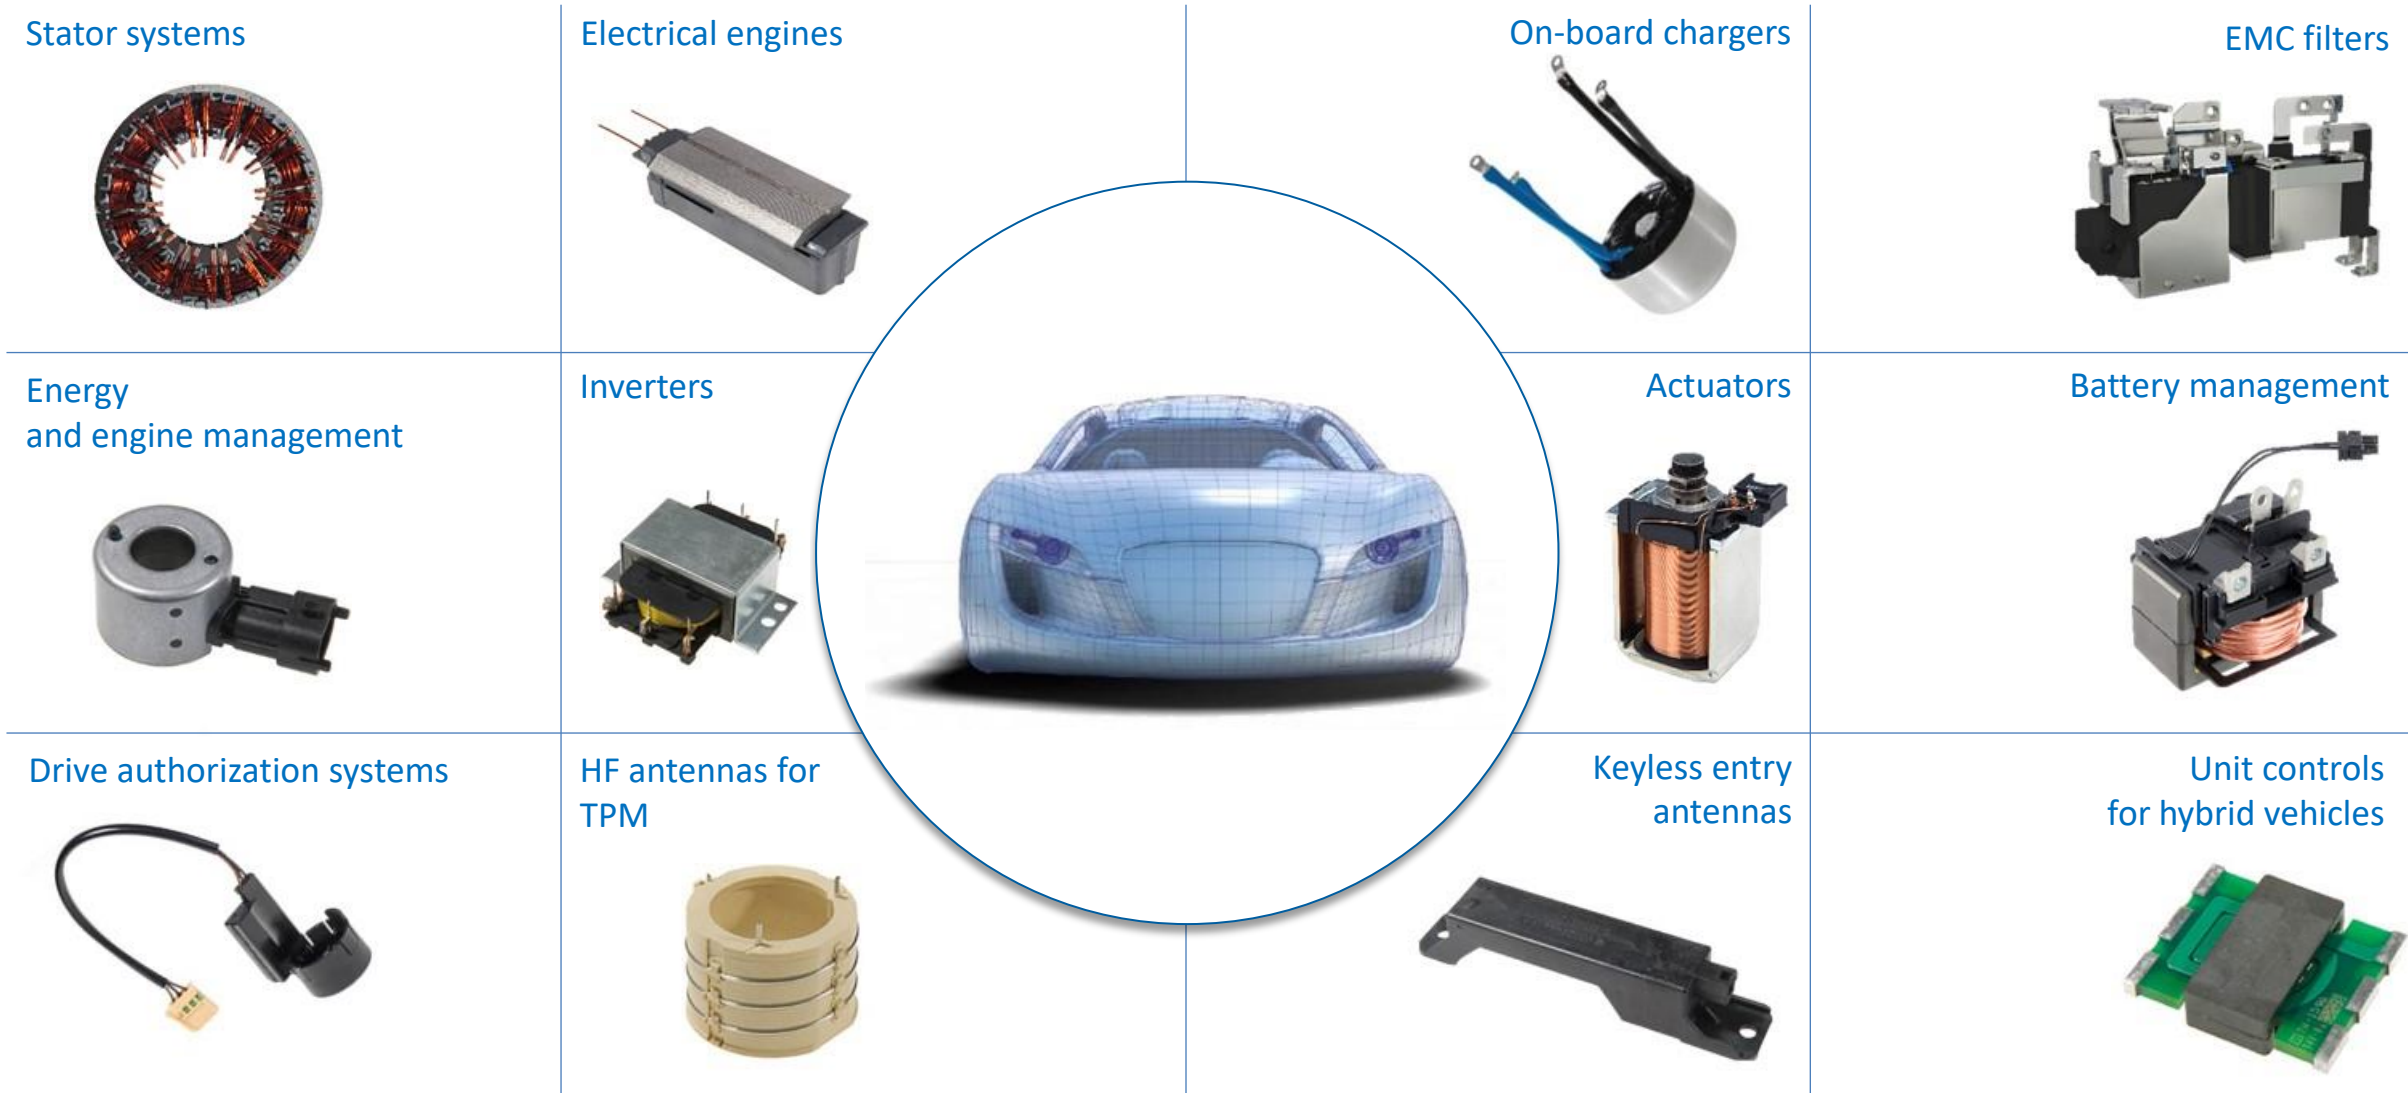 Stator systems
Electrical engines
On-board chargers
EMC filters
Energy
and engine management
Inverters
Actuators
Battery management
Drive authorization systems
HF antennas for
TPM
Keyless entry
antennas
Unit controls
for hybrid vehicles